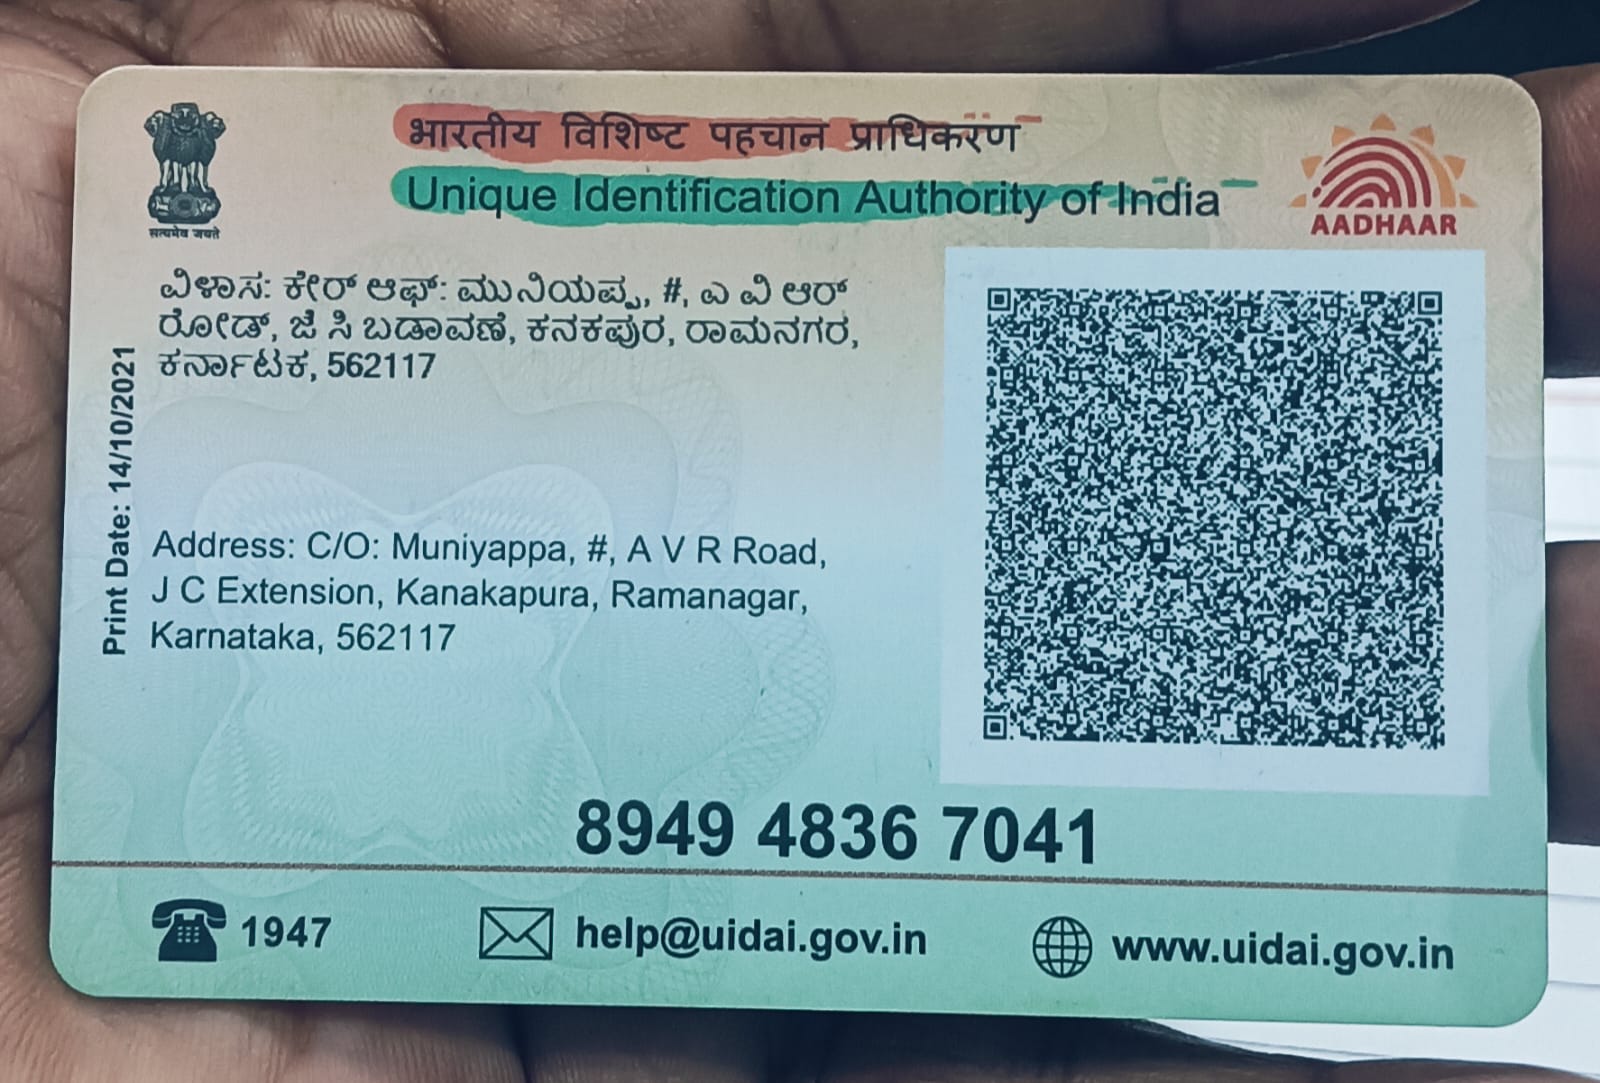 भारतीय विशिष्ट पहचान प्राधिकरण
Unique Identification Authority of India
सत्यमेव जयते
AADHAAR
ವಿಳಾಸ: ಕೇರ್ ಆಫ್: ಮುನಿಯಪ್ಪ, #, ಎ ವಿ ಆರ್
ರೋಡ್, ಜೆ ಸಿ ಬಡಾವಣೆ, ಕನಕಪುರ, ರಾಮನಗರ,
ಕರ್ನಾಟಕ, 562117
Print Date: 14/10/2021
Address: C/O: Muniyappa, #, A V R Road,
J C Extension, Kanakapura, Ramanagar,
Karnataka, 562117
8949 4836 7041
1947
help@uidai.gov.in
www.uidai.gov.in